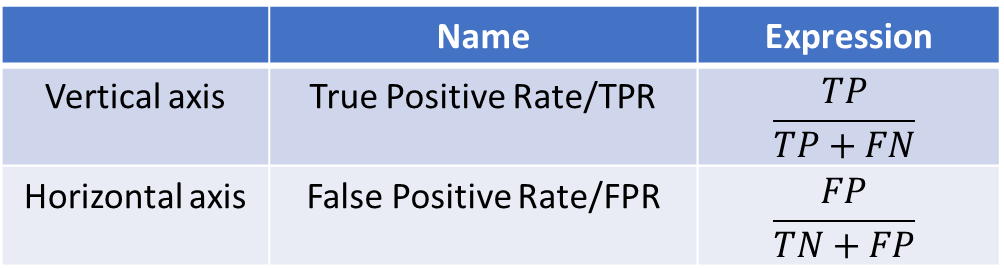 Name Expression
Vertical axis True Positive Rate/TPR TP
TP + FN
Horizontal axis False Positive Rate/FPR FP
TN + FP